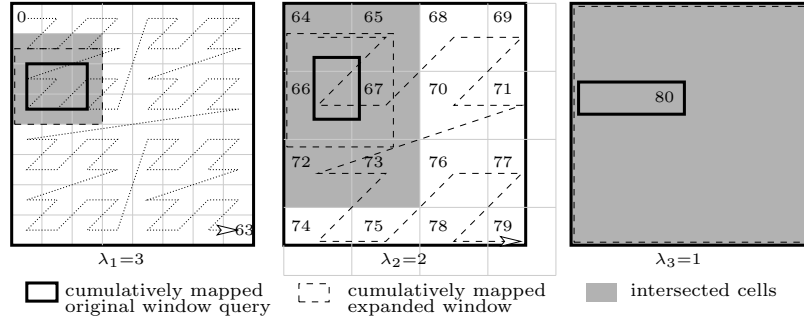 0
63
λ₁=3
64 65 68 69
66 67 70 71
72 73 76 77
74 75 78 79
λ₂=2
80
λ₃=1
cumulatively mapped
original window query
cumulatively mapped
expanded window
intersected cells